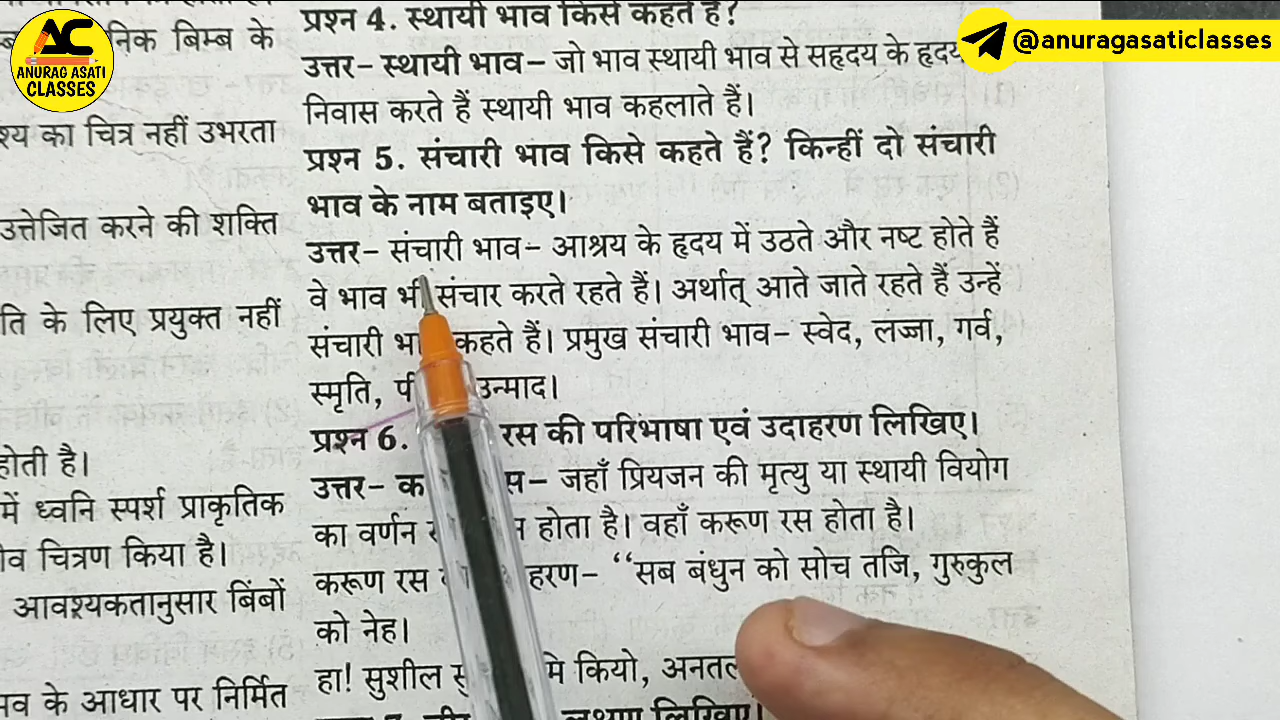 AC
ANURAG ASATI
CLASSES
@anuragasaticlasses
निक बिम्ब के
श्य का चित्र नहीं उभरता
उत्तेजित करने की शक्ति
ति के लिए प्रयुक्त नहीं
होती है।
में ध्वनि स्पर्श प्राकृतिक
चित्रण किया है।
आवश्यकतानुसार बिंबों
के आधार पर निर्मित
प्रश्न 4. स्थायी भाव किसे कहते हैं?
उत्तर– स्थायी भाव– जो भाव स्थायी भाव से सहृदय के हृदय
निवास करते हैं स्थायी भाव कहलाते हैं।
प्रश्न 5. संचारी भाव किसे कहते हैं? किन्हीं दो संचारी
भाव के नाम बताइए।
उत्तर– संचारी भाव– आश्रय के हृदय में उठते और नष्ट होते हैं
वे भाव भी संचार करते रहते हैं। अर्थात् आते जाते रहते हैं उन्हें
संचारी भाव कहते हैं। प्रमुख संचारी भाव– स्वेद, लज्जा, गर्व,
स्मृति, उन्माद।
प्रश्न 6. रस की परिभाषा एवं उदाहरण लिखिए।
उत्तर– जहाँ प्रियजन की मृत्यु या स्थायी वियोग
का वर्णन होता है। वहाँ करूण रस होता है।
करूण रस – ‘‘सब बंधुन को सोच तजि, गुरुकुल
को नेह।
हा! सुशील कियो,
लिखिए।